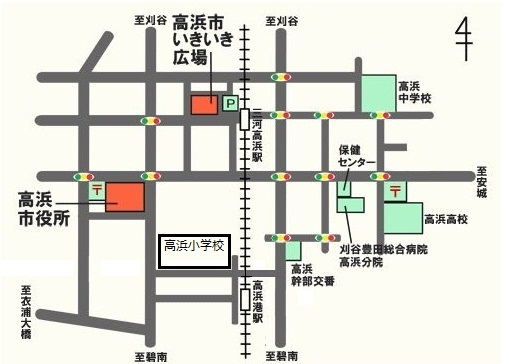 至刈谷
至刈谷
高浜市
いきいき
広場
P
高浜
中学校
三河高浜駅
保健
センター
至安城
〒
〒
高浜
市役所
高浜高校
高浜小学校
刈谷豊田総合病院
高浜分院
高浜
幹部交番
至衣浦大橋
高浜港駅
至碧南
至碧南